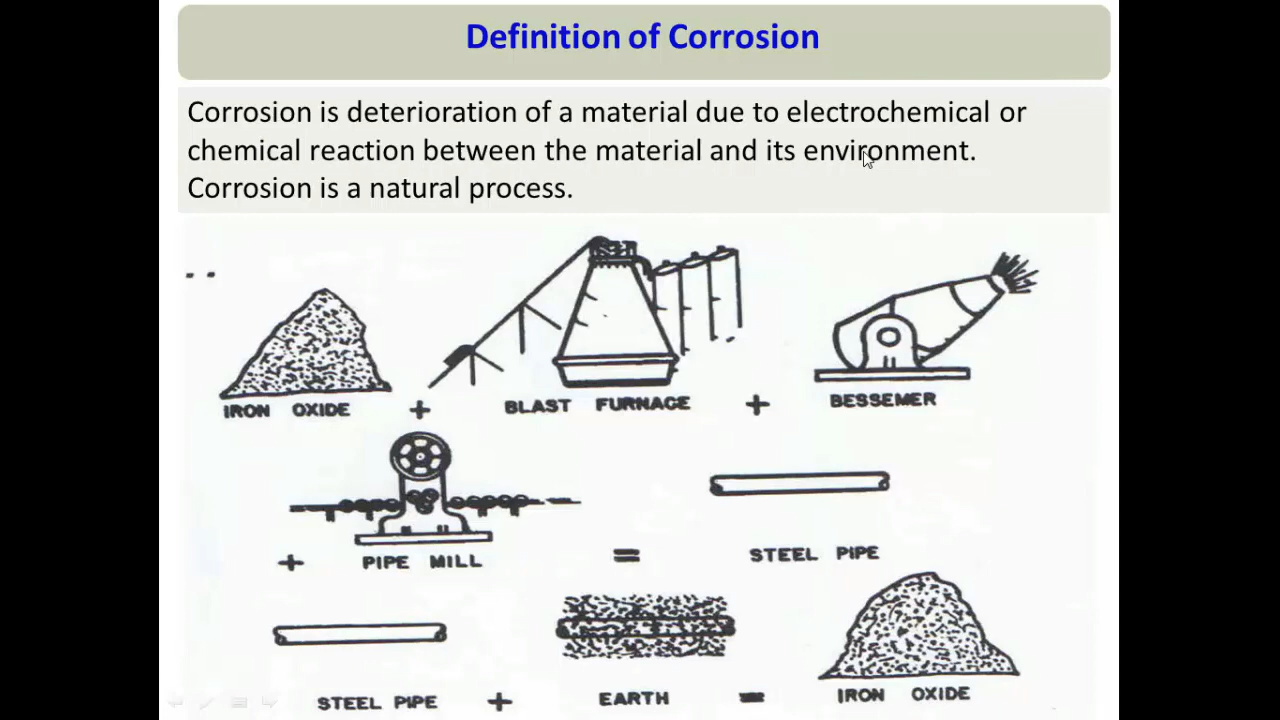 Definition of Corrosion
Corrosion is deterioration of a material due to electrochemical or
chemical reaction between the material and its environment.
Corrosion is a natural process.
IRON OXIDE + BLAST FURNACE + BESSEMER
+ PIPE MILL = STEEL PIPE
STEEL PIPE + EARTH = IRON OXIDE